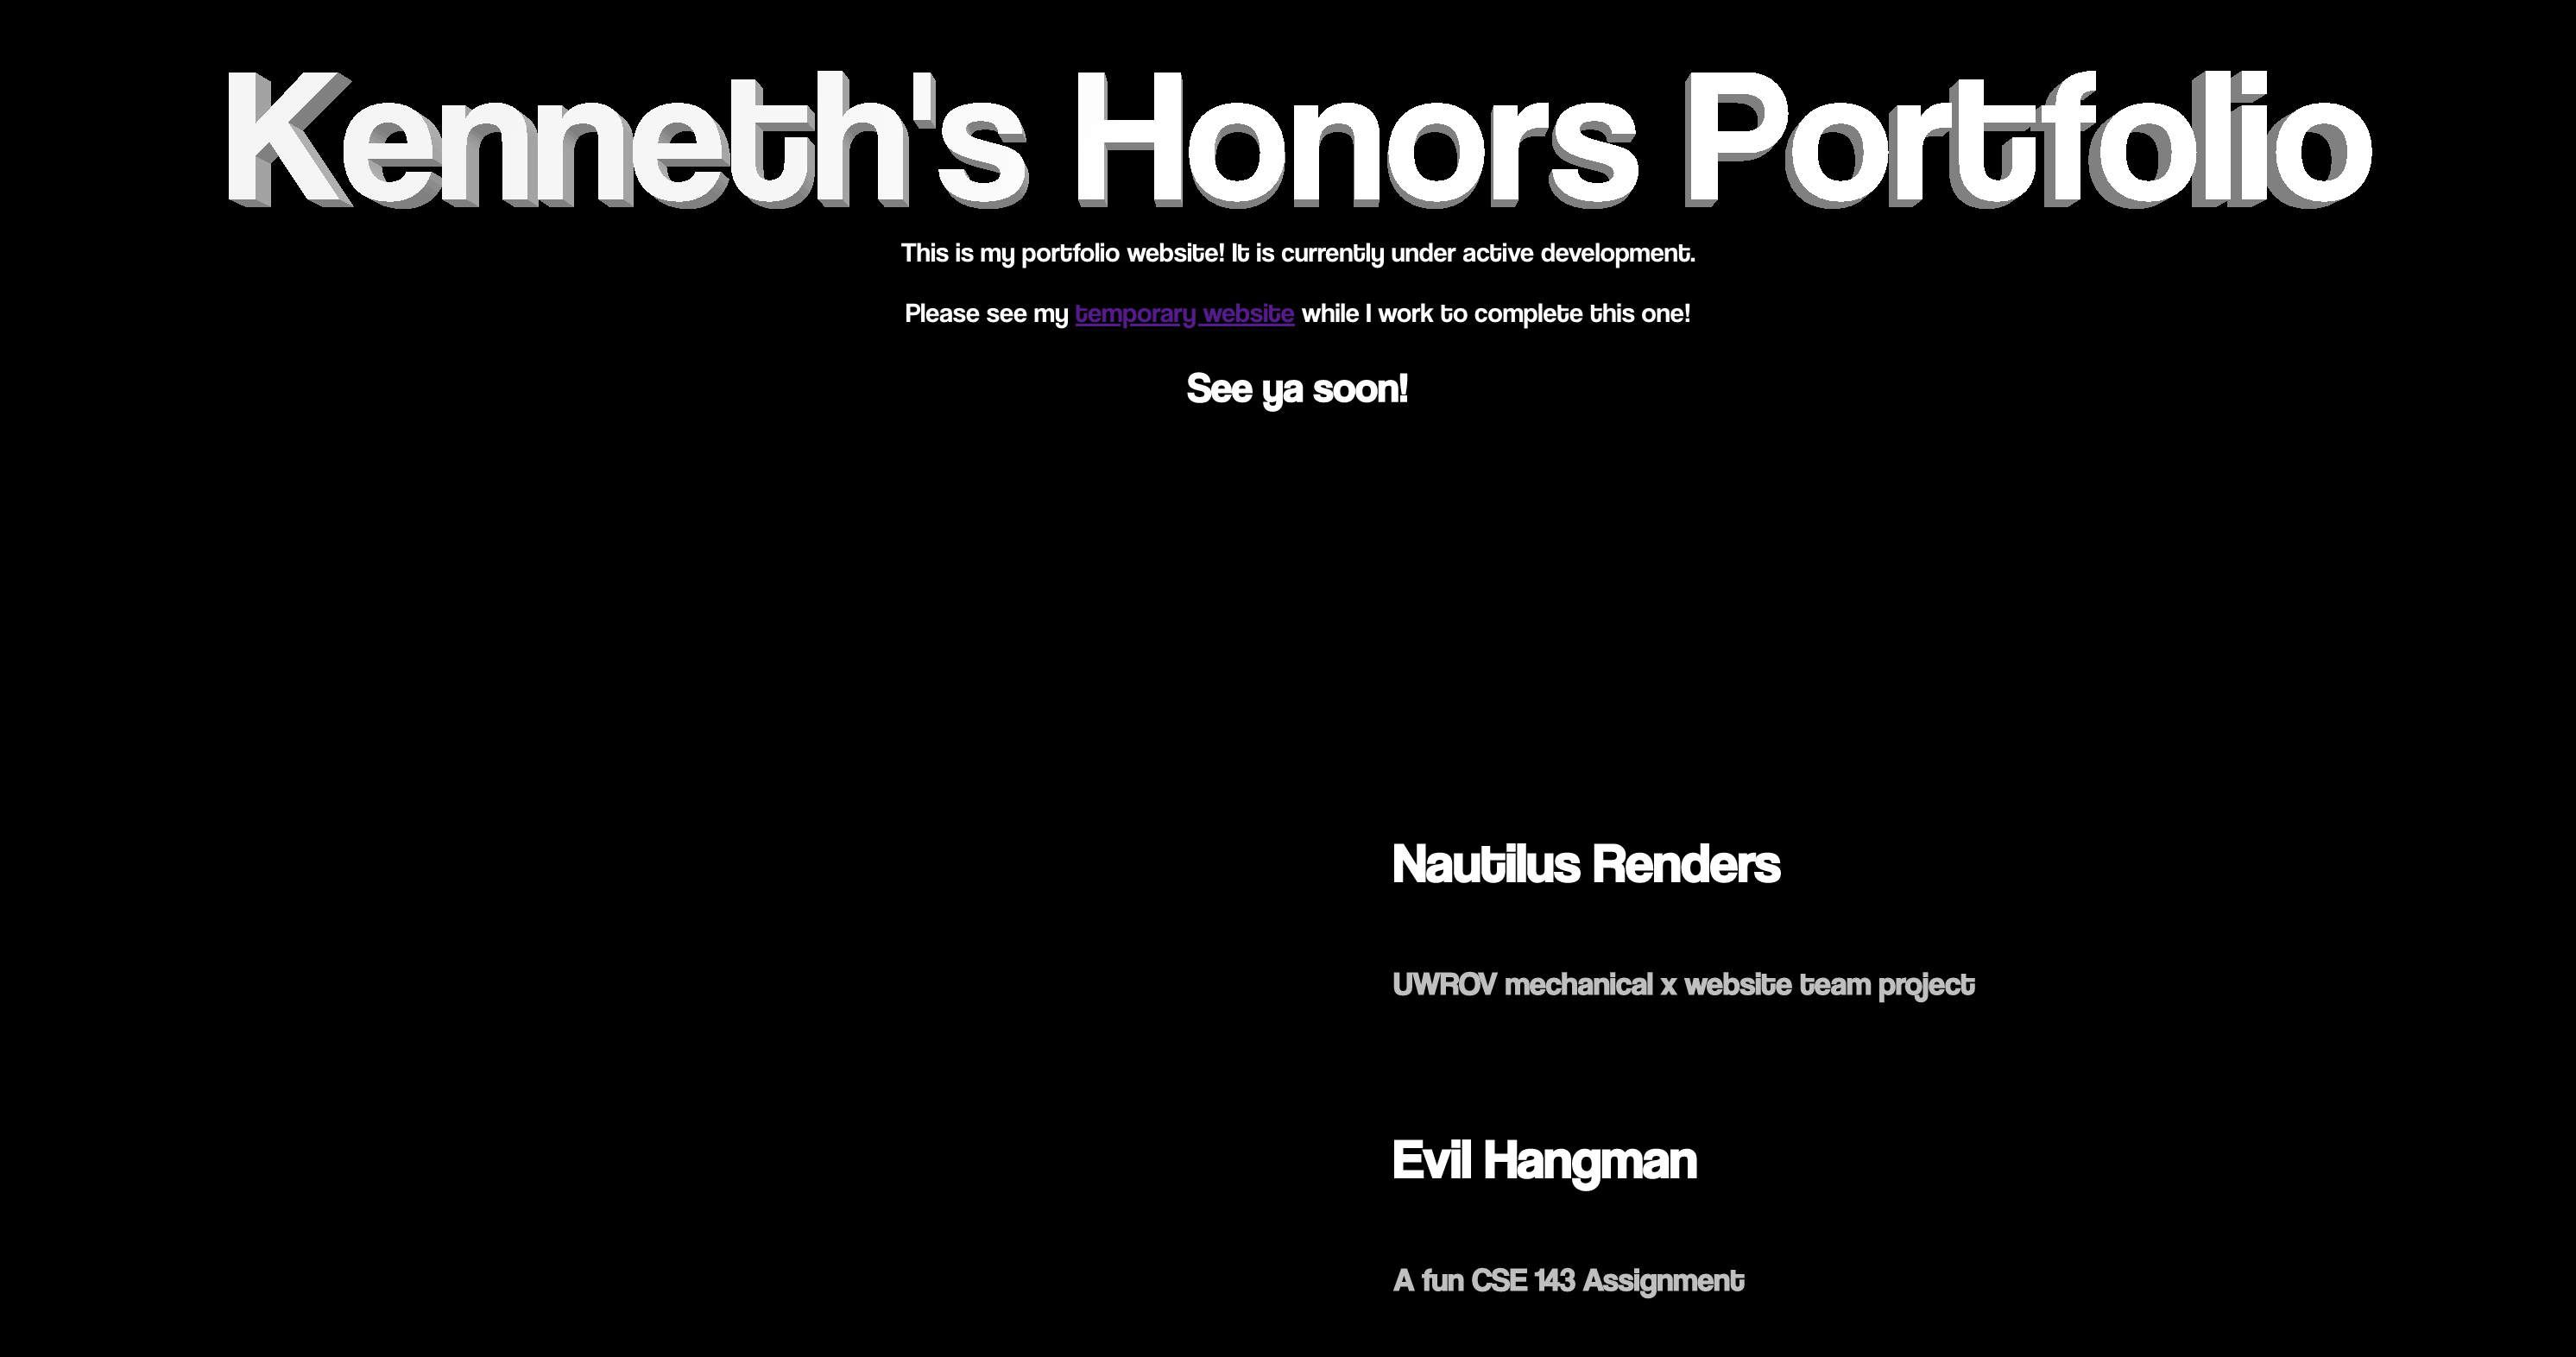 Kenneth's Honors Portfolio
This is my portfolio website! It is currently under active development.
Please see my temporary website while I work to complete this one!
See ya soon!
Nautilus Renders
UWROV mechanical x website team project
Evil Hangman
A fun CSE 143 Assignment